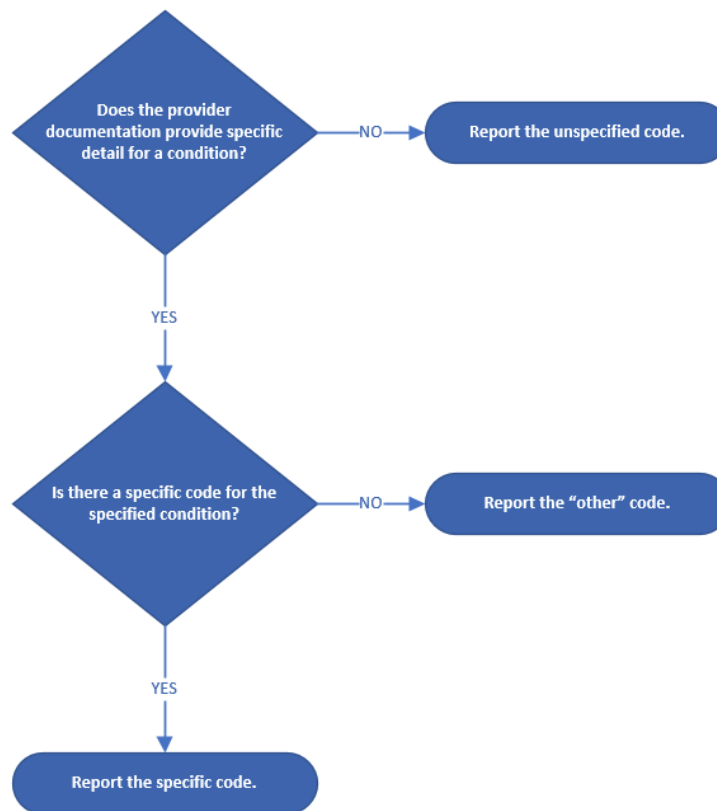 Does the provider
documentation provide specific
detail for a condition?
NO
Report the unspecified code.
YES
Is there a specific code for the
specified condition?
NO
Report the “other” code.
YES
Report the specific code.